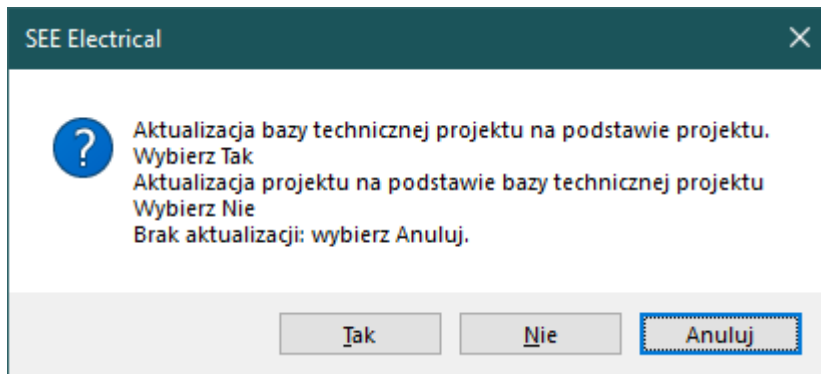 SEE Electrical
Aktualizacja bazy technicznej projektu na podstawie projektu.
Wybierz Tak
Aktualizacja projektu na podstawie bazy technicznej projektu
Wybierz Nie
Brak aktualizacji: wybierz Anuluj.
Tak
Nie
Anuluj